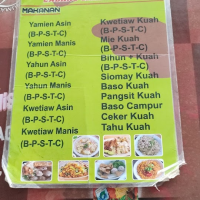 MAKANAN
Yamien Asin
(B-P-S-T-C)
Yamien Manis
(B-P-S-T-C)
Yahun Asin
(B-P-S-T-C)
Yahun Manis
(B-P-S-T-C)
Kwetiaw Asin
(B-P-S-T-C)
Kwetiaw Manis
(B-P-S-T-C)
Kwetiaw Kuah
(B-P-S-T-C)
Mie Kuah
(B-P-S-T-C)
Bihun Kuah
(B-P-S-T-C)
Siomay Kuah
Baso Kuah
Pangsit Kuah
Baso Campur
Ceker Kuah
Tahu Kuah